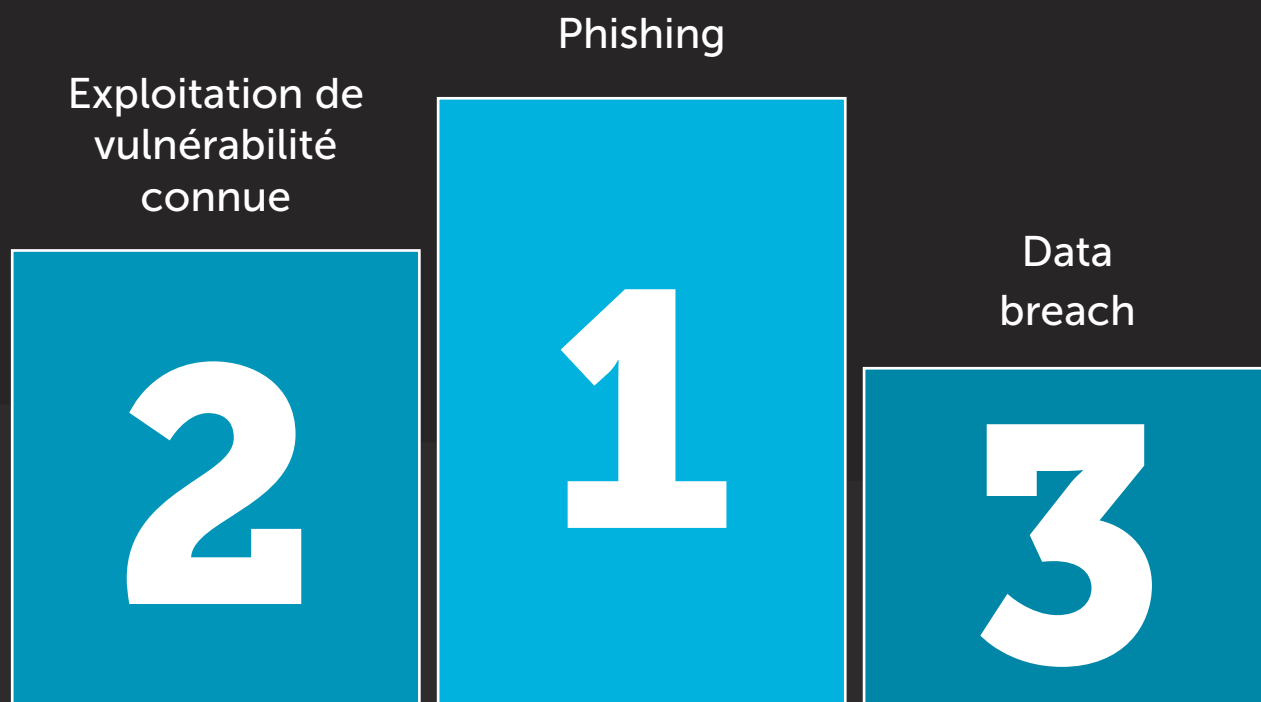 Phishing
Exploitation de
vulnérabilité
connue
Data
breach
2
1
3